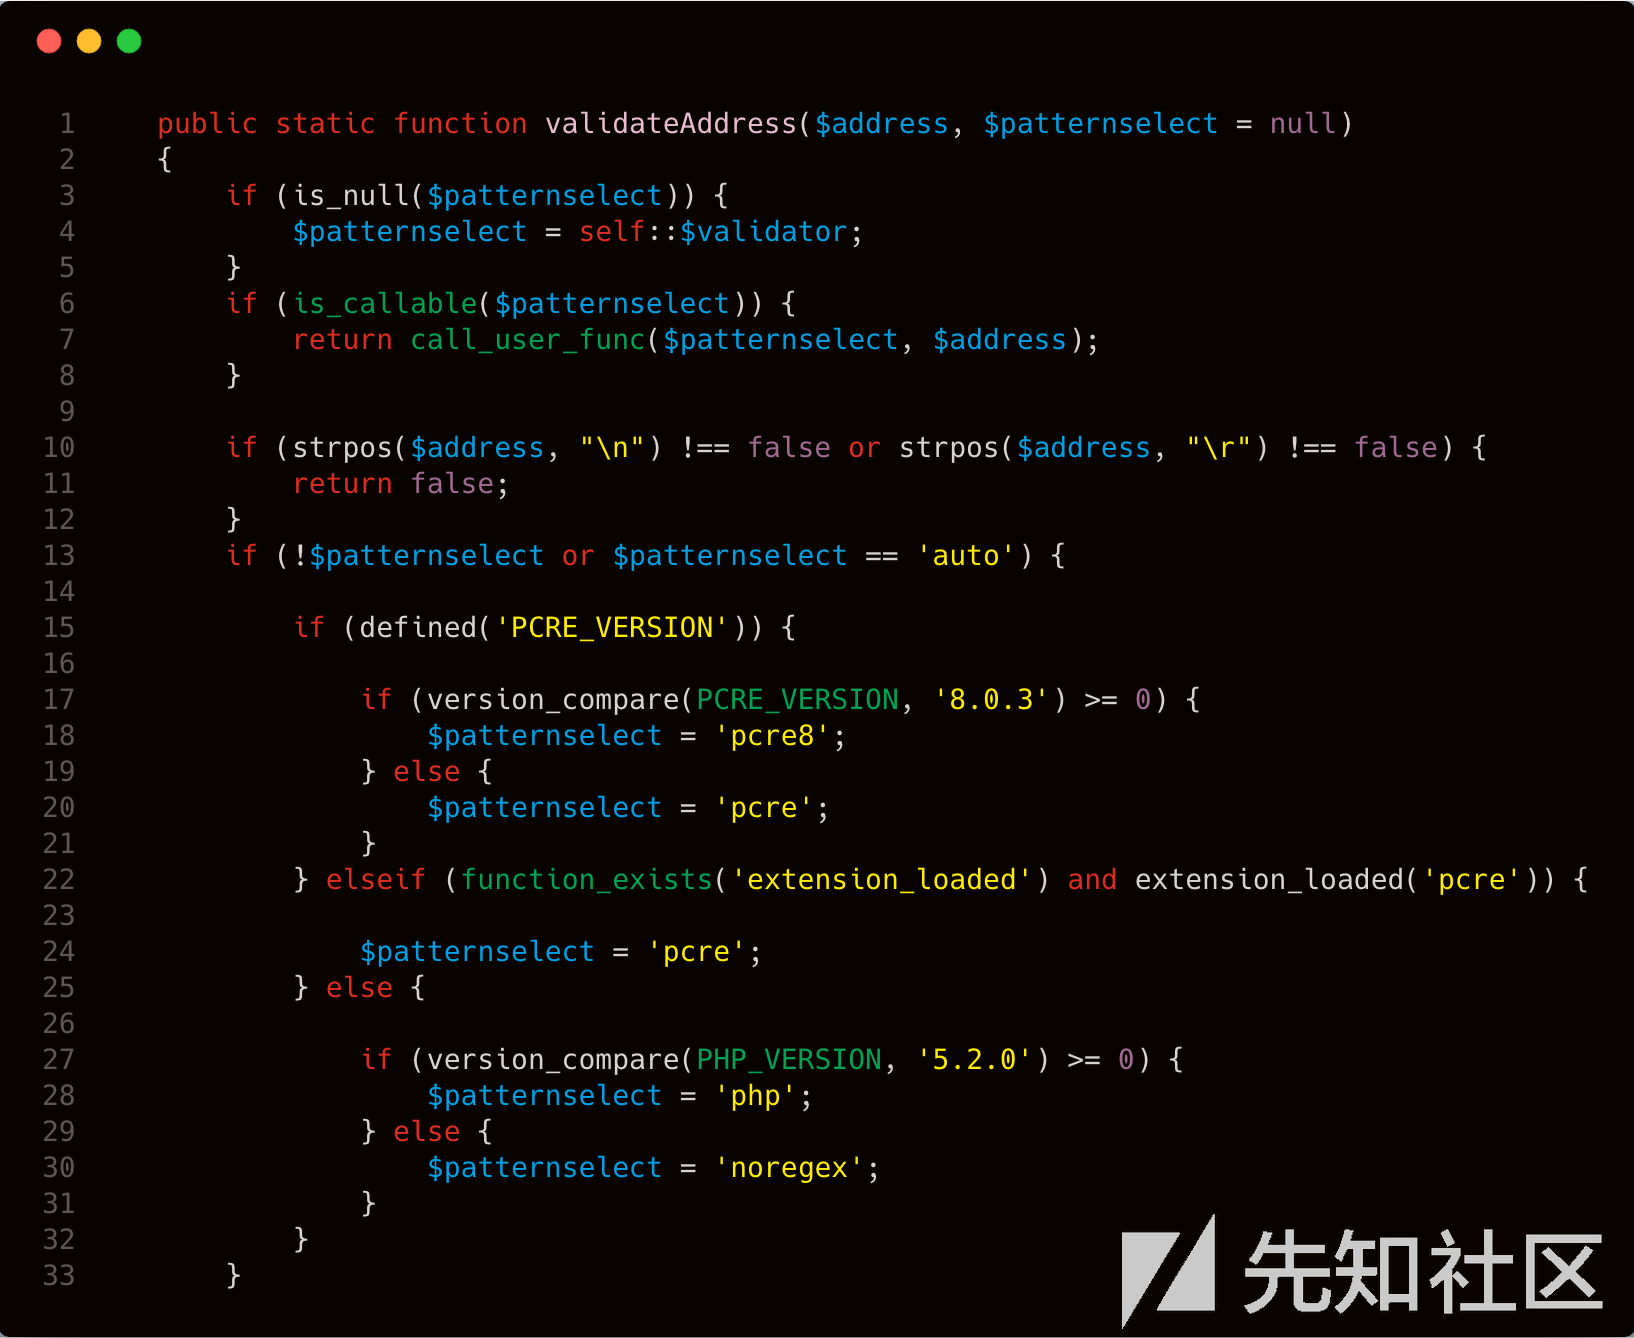 1 public static function validateAddress($address, $patternselect = null)
2 {
3 if (is_null($patternselect)) {
4 $patternselect = self::$validator;
5 }
6 if (is_callable($patternselect)) {
7 return call_user_func($patternselect, $address);
8 }
9
10 if (strpos($address, "\n") !== false or strpos($address, "\r") !== false) {
11 return false;
12 }
13 if (!$patternselect or $patternselect == 'auto') {
14
15 if (defined('PCRE_VERSION')) {
16
17 if (version_compare(PCRE_VERSION, '8.0.3') >= 0) {
18 $patternselect = 'pcre8';
19 } else {
20 $patternselect = 'pcre';
21 }
22 } elseif (function_exists('extension_loaded') and extension_loaded('pcre')) {
23
24 $patternselect = 'pcre';
25 } else {
26
27 if (version_compare(PHP_VERSION, '5.2.0') >= 0) {
28 $patternselect = 'php';
29 } else {
30 $patternselect = 'noregex';
31 }
32 }
33 }
先知社区